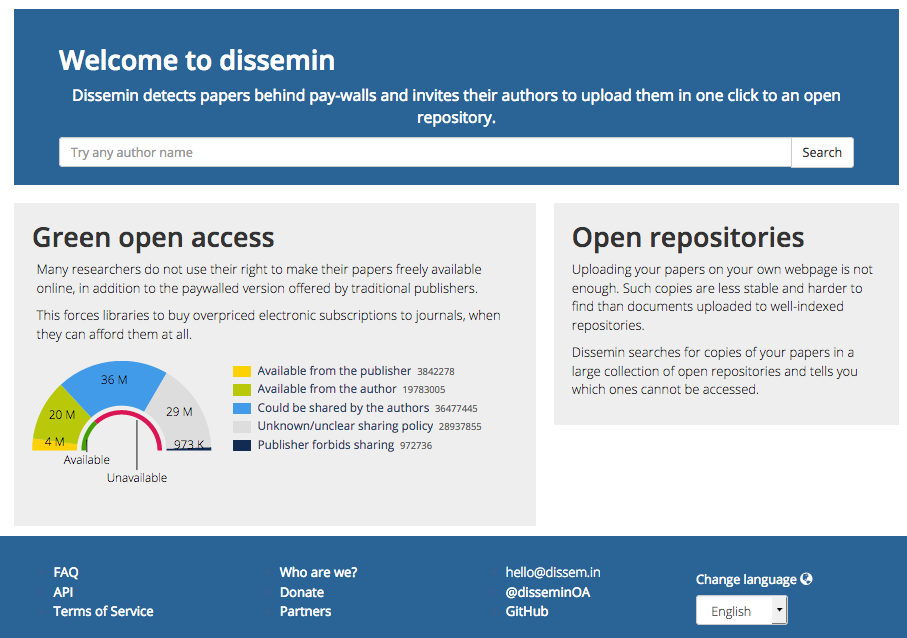 Welcome to dissemin
Dissemin detects papers behind pay-walls and invites their authors to upload them in one click to an open
repository.
Try any author name
Search
Green open access
Many researchers do not use their right to make their papers freely available
online, in addition to the paywalled version offered by traditional publishers.
This forces libraries to buy overpriced electronic subscriptions to journals, when
they can afford them at all.
36 M
20 M
29 M
4 M
973 K
Available
Unavailable
Available from the publisher 3842278
Available from the author 19783005
Could be shared by the authors 36477445
Unknown/unclear sharing policy 28937855
Publisher forbids sharing 972736
Open repositories
Uploading your papers on your own webpage is not
enough. Such copies are less stable and harder to
find than documents uploaded to well-indexed
repositories.
Dissemin searches for copies of your papers in a
large collection of open repositories and tells you
which ones cannot be accessed.
FAQ
API
Terms of Service
Who are we?
Donate
Partners
hello@dissem.in
@disseminOA
GitHub
Change language
English